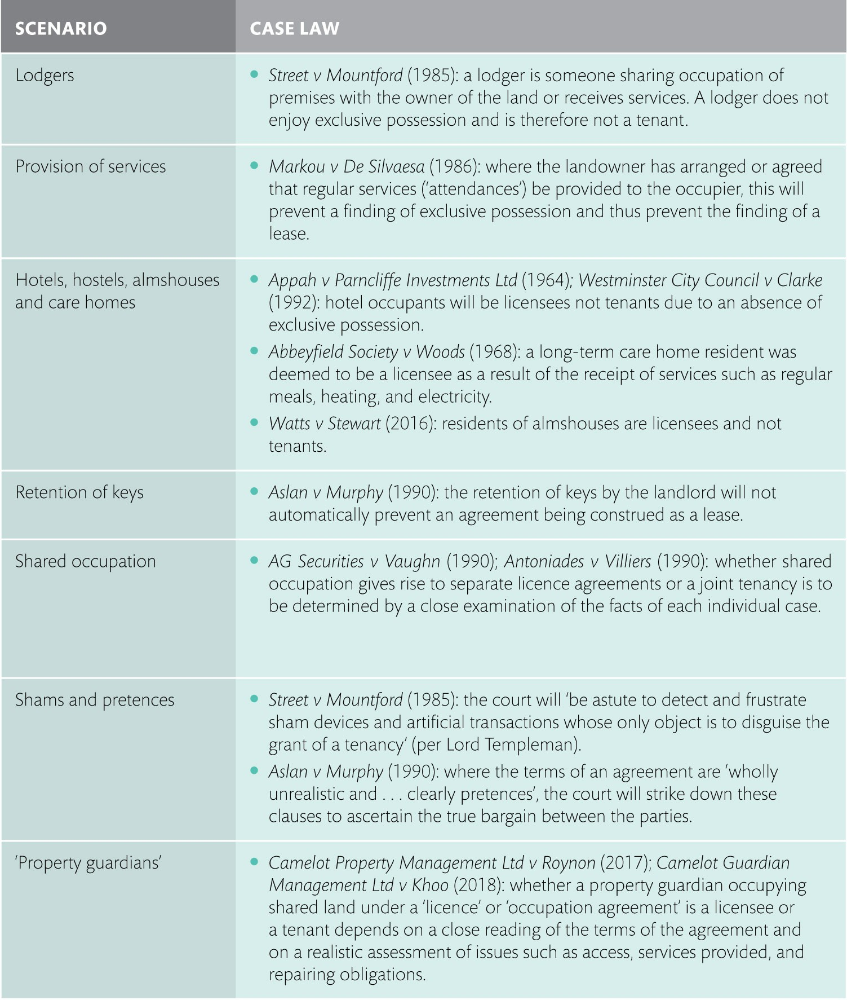 SCENARIO
CASE LAW
Lodgers
• Street v Mountford (1985): a lodger is someone sharing occupation of
premises with the owner of the land or receives services. A lodger does not
enjoy exclusive possession and is therefore not a tenant.
Provision of services
• Markou v De Silvaesa (1986): where the landowner has arranged or agreed
that regular services (‘attendances’) be provided to the occupier, this will
prevent a finding of exclusive possession and thus prevent the finding of a
lease.
Hotels, hostels, almshouses
and care homes
• Appah v Parncliffe Investments Ltd (1964); Westminster City Council v Clarke
(1992): hotel occupants will be licensees not tenants due to an absence of
exclusive possession.
• Abbeyfield Society v Woods (1968): a long-term care home resident was
deemed to be a licensee as a result of the receipt of services such as regular
meals, heating, and electricity.
• Watts v Stewart (2016): residents of almshouses are licensees and not
tenants.
Retention of keys
• Aslan v Murphy (1990): the retention of keys by the landlord will not
automatically prevent an agreement being construed as a lease.
Shared occupation
• AG Securities v Vaughn (1990); Antoniades v Villiers (1990): whether shared
occupation gives rise to separate licence agreements or a joint tenancy is to
be determined by a close examination of the facts of each individual case.
Shams and pretences
• Street v Mountford (1985): the court will ‘be astute to detect and frustrate
sham devices and artificial transactions whose only object is to disguise the
grant of a tenancy’ (per Lord Templeman).
• Aslan v Murphy (1990): where the terms of an agreement are ‘wholly
unrealistic and . . . clearly pretences’, the court will strike down these
clauses to ascertain the true bargain between the parties.
‘Property guardians’
• Camelot Property Management Ltd v Roynon (2017); Camelot Guardian
Management Ltd v Khoo (2018): whether a property guardian occupying
shared land under a ‘licence’ or ‘occupation agreement’ is a licensee or
a tenant depends on a close reading of the terms of the agreement and
on a realistic assessment of issues such as access, services provided, and
repairing obligations.